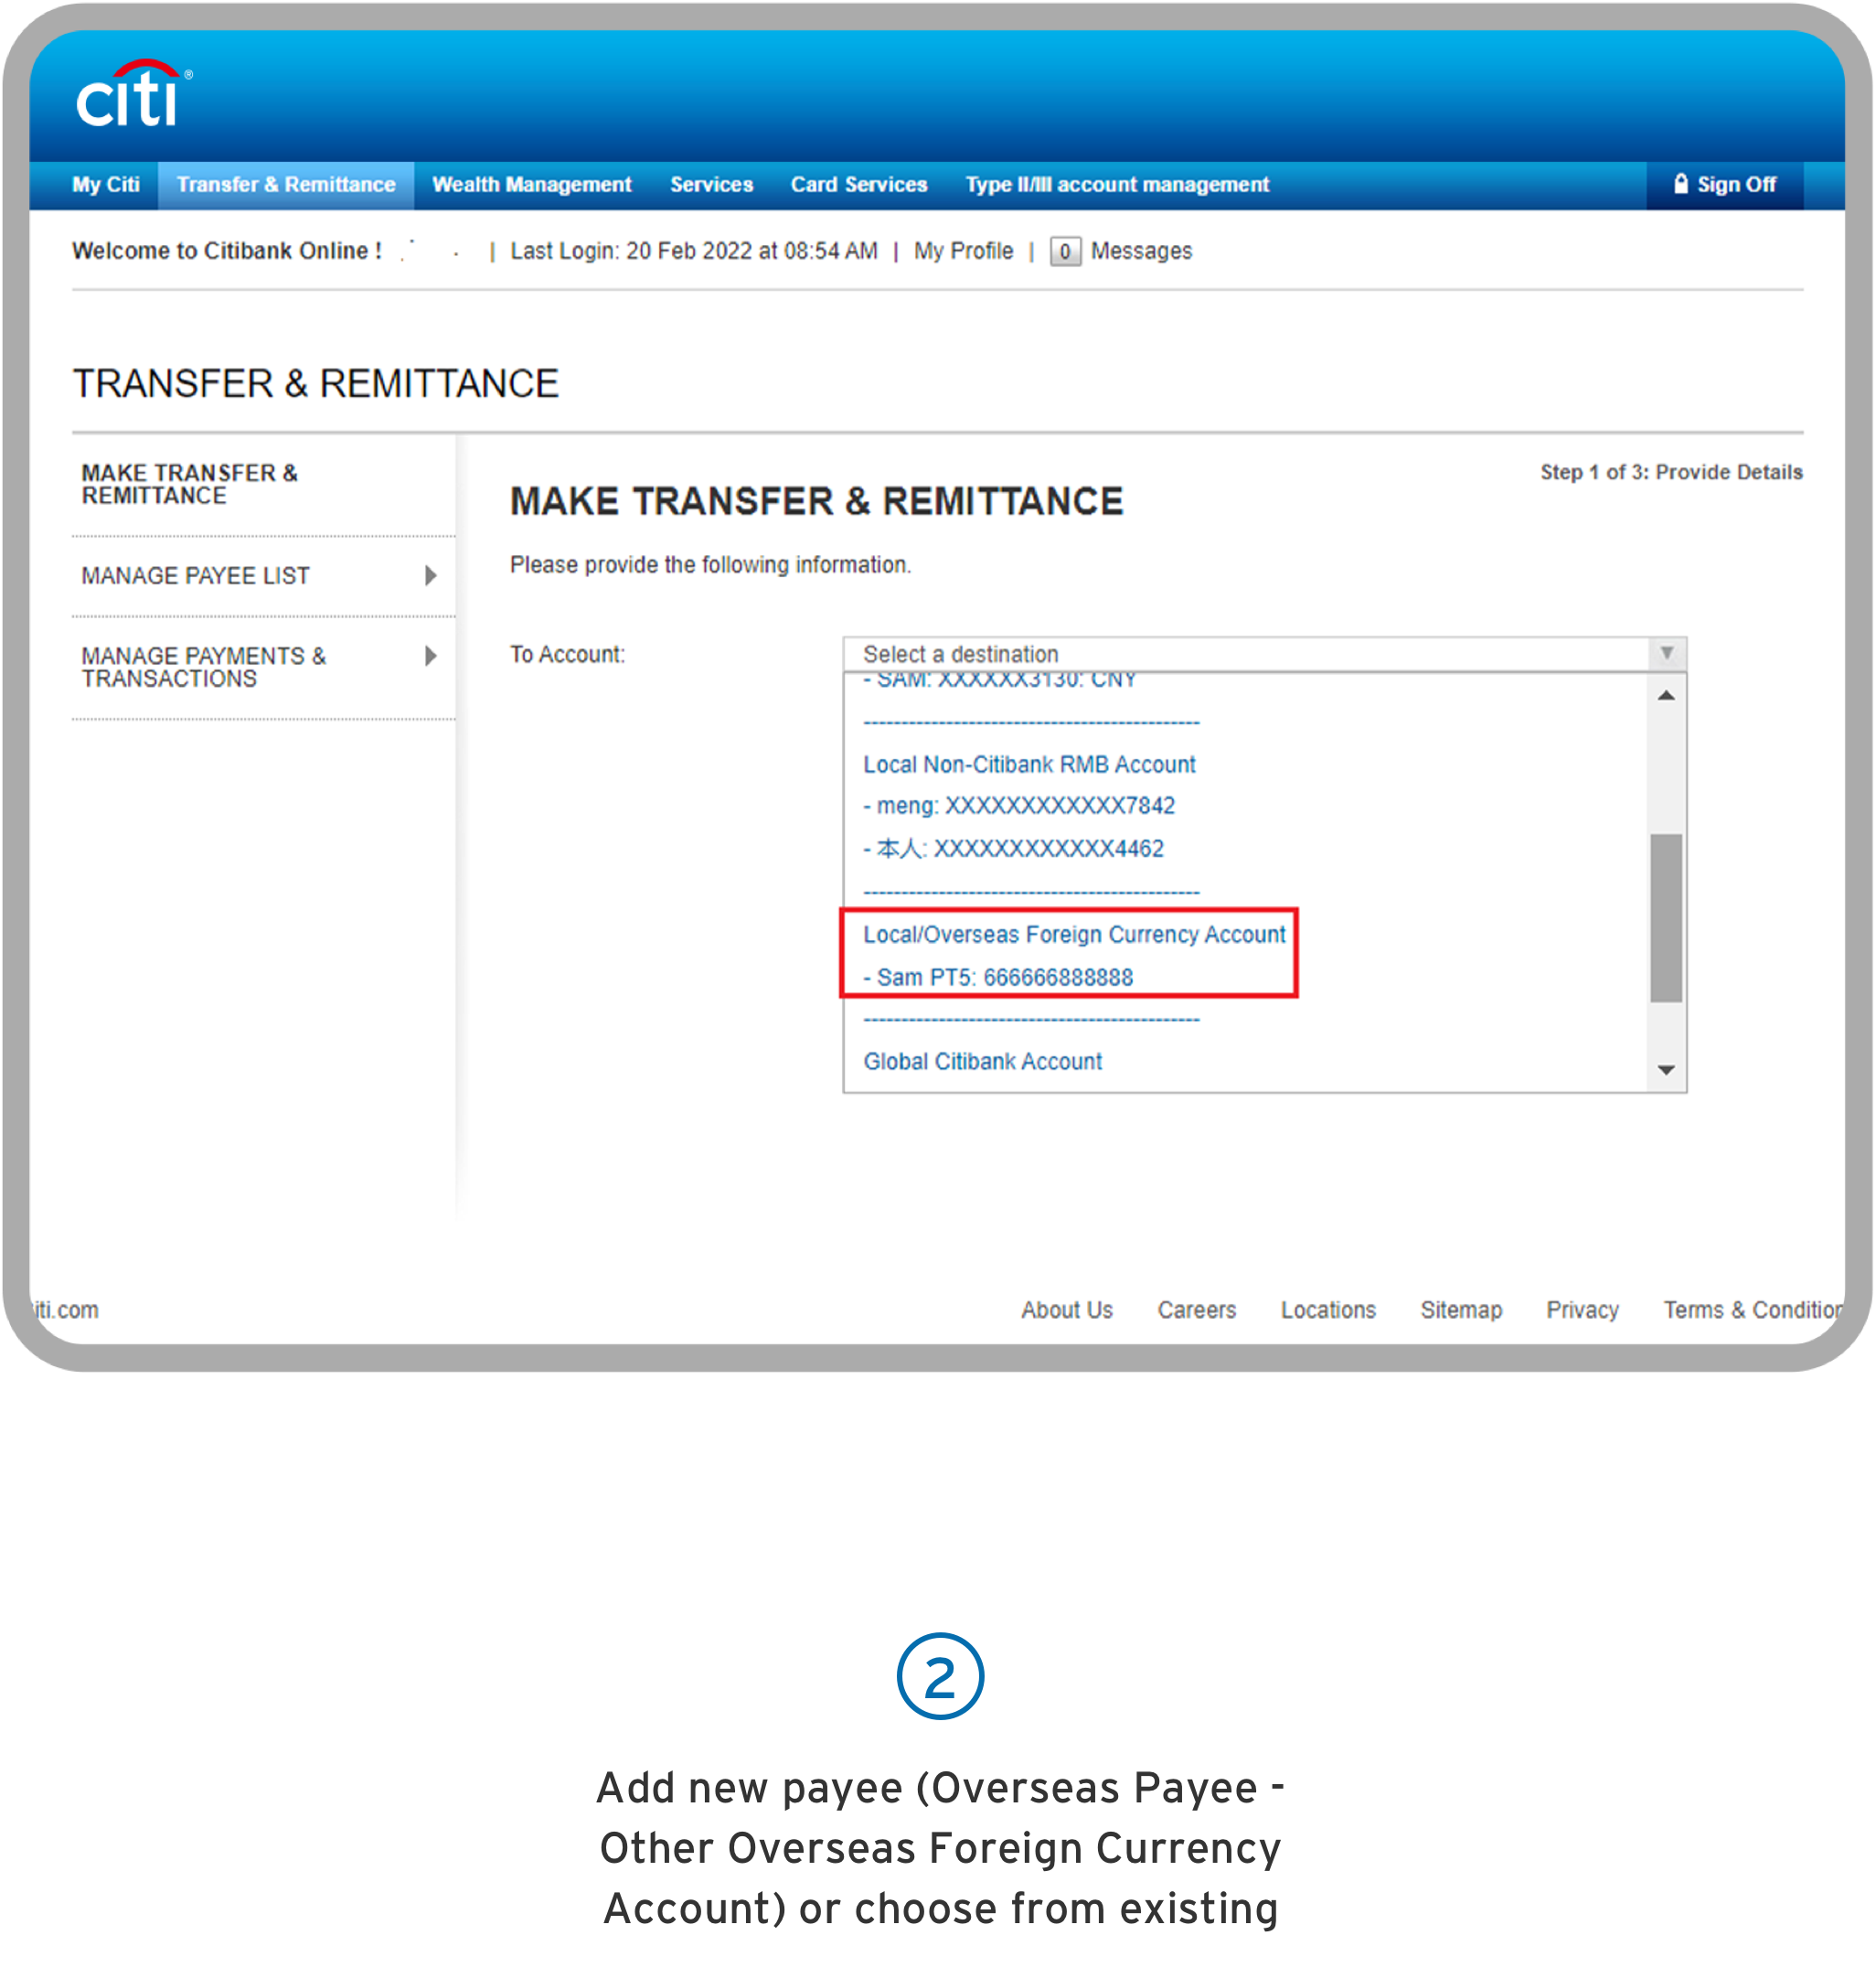 citi®
My Citi Transfer & Remittance Wealth Management Services Card Services Type II/III account management Sign Off
Welcome to Citibank Online ! | Last Login: 20 Feb 2022 at 08:54 AM | My Profile | 0 Messages
TRANSFER & REMITTANCE
MAKE TRANSFER &
REMITTANCE
MANAGE PAYEE LIST
MANAGE PAYMENTS &
TRANSACTIONS
Step 1 of 3: Provide Details
MAKE TRANSFER & REMITTANCE
Please provide the following information.
To Account: Select a destination
- SAM: XXXXXX3130: CNY
---------------------------------------------
Local Non-Citibank RMB Account
- meng: XXXXXXXXXXXX7842
- 本人: XXXXXXXXXXXX4462
---------------------------------------------
Local/Overseas Foreign Currency Account
- Sam PT5: 666666888888
---------------------------------------------
Global Citibank Account
iti.com About Us Careers Locations Sitemap Privacy Terms & Condition
2
Add new payee (Overseas Payee -
Other Overseas Foreign Currency
Account) or choose from existing